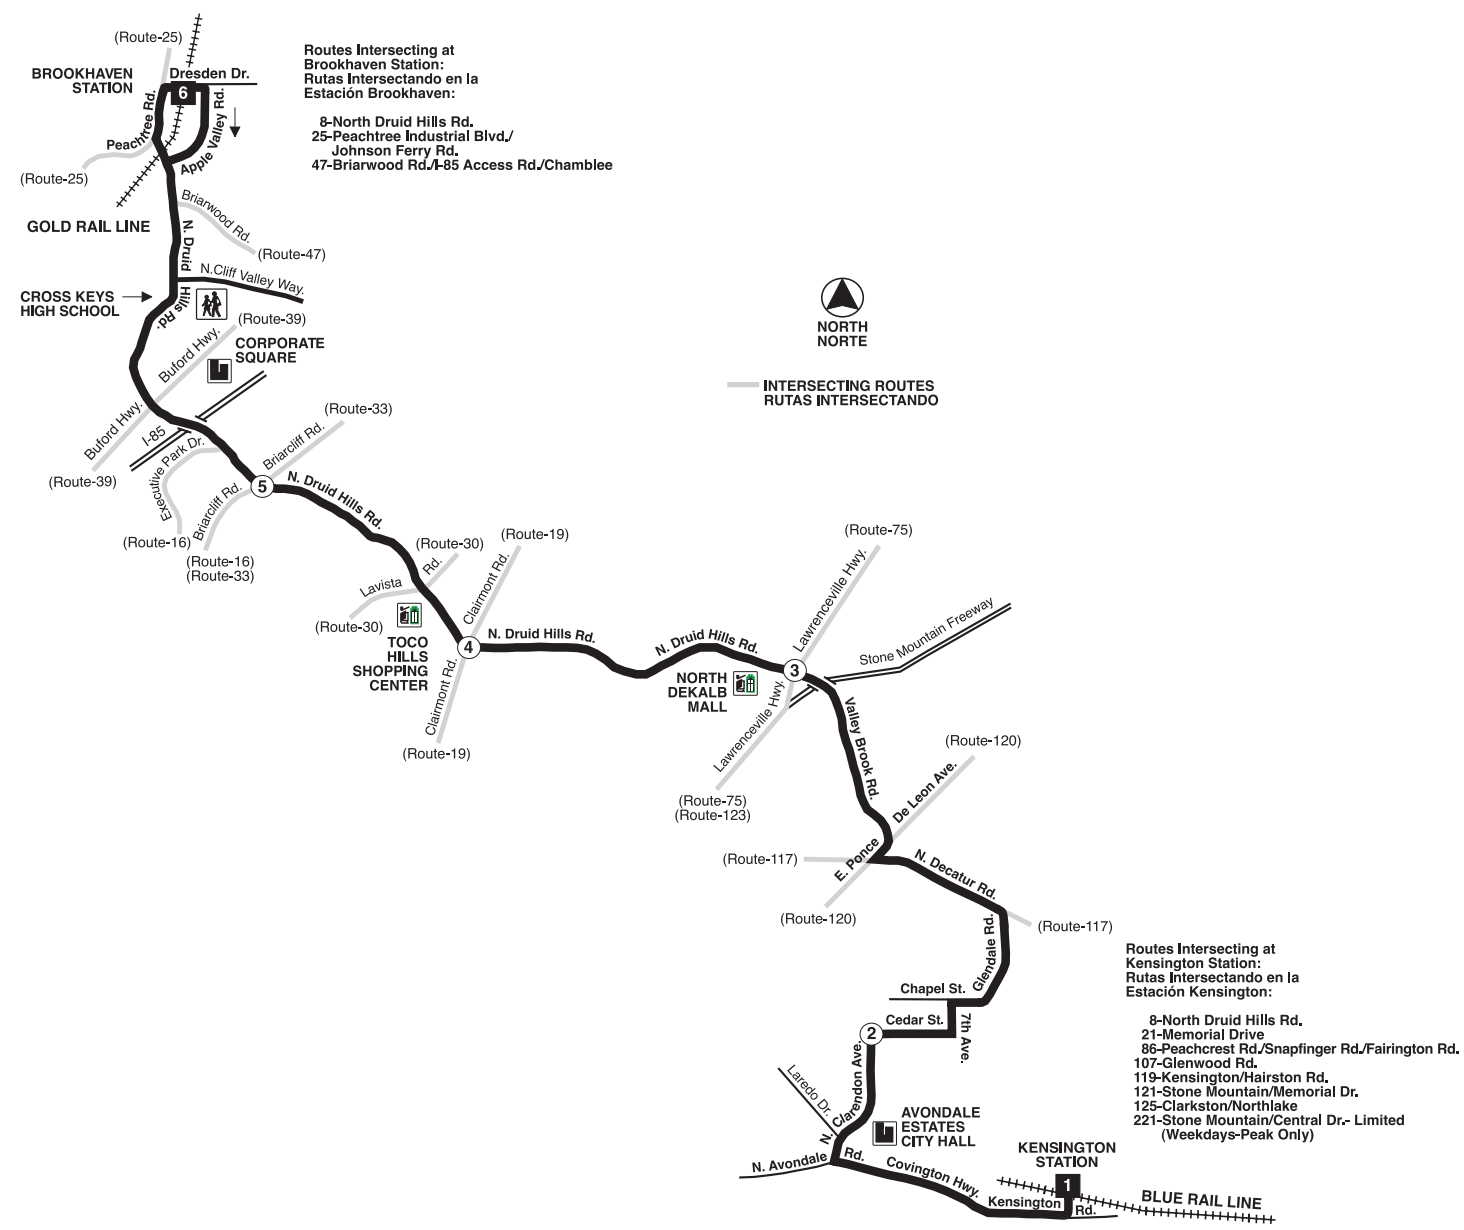 (Route-25)
BROOKHAVEN
STATION
Dresden Dr.
6
Peachtree Rd.
Apple Valley Rd.
(Route-25)
Routes Intersecting at
Brookhaven Station:
Rutas Intersectando en la
Estación Brookhaven:
8-North Druid Hills Rd.
25-Peachtree Industrial Blvd./
Johnson Ferry Rd.
47-Briarwood Rd./I-85 Access Rd./Chamblee
GOLD RAIL LINE
Briarwood Rd.
(Route-47)
N. Druid
Hills Rd.
N.Cliff Valley Way.
CROSS KEYS
HIGH SCHOOL
(Route-39)
Buford Hwy.
CORPORATE
SQUARE
NORTH
NORTE
INTERSECTING ROUTES
RUTAS INTERSECTANDO
Buford Hwy.
I-85
(Route-39)
(Route-33)
Briarcliff Rd.
Executive Park Dr.
Briarcliff Rd.
5
N. Druid Hills Rd.
(Route-16)
(Route-16)
(Route-33)
(Route-30)
Lavista
Rd.
(Route-30)
(Route-19)
Clairmont Rd.
TOCO
HILLS
SHOPPING
CENTER
4
Clairmont Rd.
(Route-19)
N. Druid Hills Rd.
N. Druid Hills Rd.
(Route-75)
Lawrenceville Hwy.
Stone Mountain Freeway
3
NORTH
DEKALB
MALL
Lawrenceville Hwy.
(Route-75)
(Route-123)
Valley Brook Rd.
(Route-120)
De Leon Ave.
E. Ponce
(Route-117)
(Route-120)
N. Decatur Rd.
(Route-117)
Glendale Rd.
Chapel St.
7th Ave.
Cedar St.
2
N. Clarendon Ave.
Laredo Dr.
AVONDALE
ESTATES
CITY HALL
N. Avondale
Rd.
Covington Hwy.
Kensington
Rd.
KENSINGTON
STATION
1
BLUE RAIL LINE
Routes Intersecting at
Kensington Station:
Rutas Intersectando en la
Estación Kensington:
8-North Druid Hills Rd.
21-Memorial Drive
86-Peachcrest Rd./Snapfinger Rd./Fairington Rd.
107-Glenwood Rd.
119-Kensington/Hairston Rd.
121-Stone Mountain/Memorial Dr.
125-Clarkston/Northlake
221-Stone Mountain/Central Dr.- Limited
(Weekdays-Peak Only)